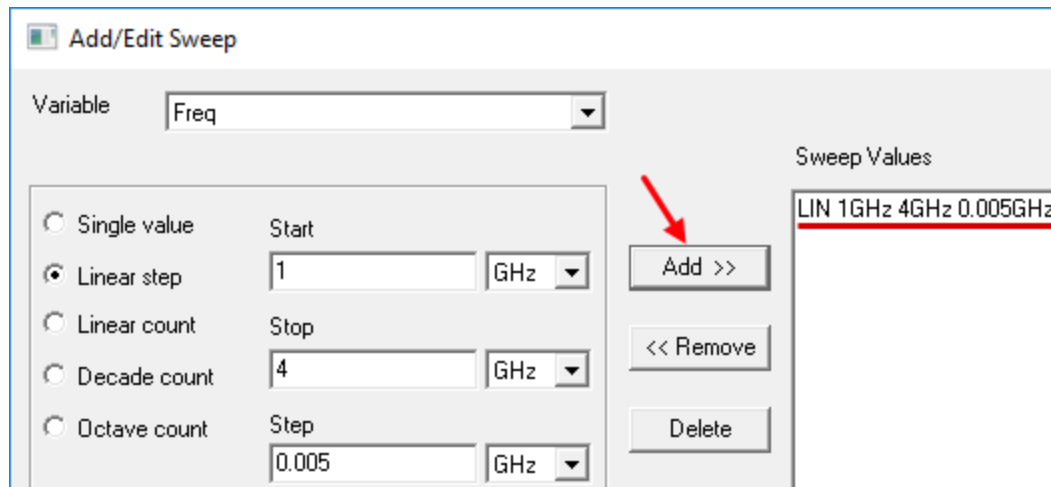 Add/Edit Sweep
Variable
Freq
Sweep Values
LIN 1GHz 4GHz 0.005GHz
Single value
Linear step
Linear count
Decade count
Octave count
Start
1 GHz
Stop
4 GHz
Step
0.005 GHz
Add >>
<< Remove
Delete